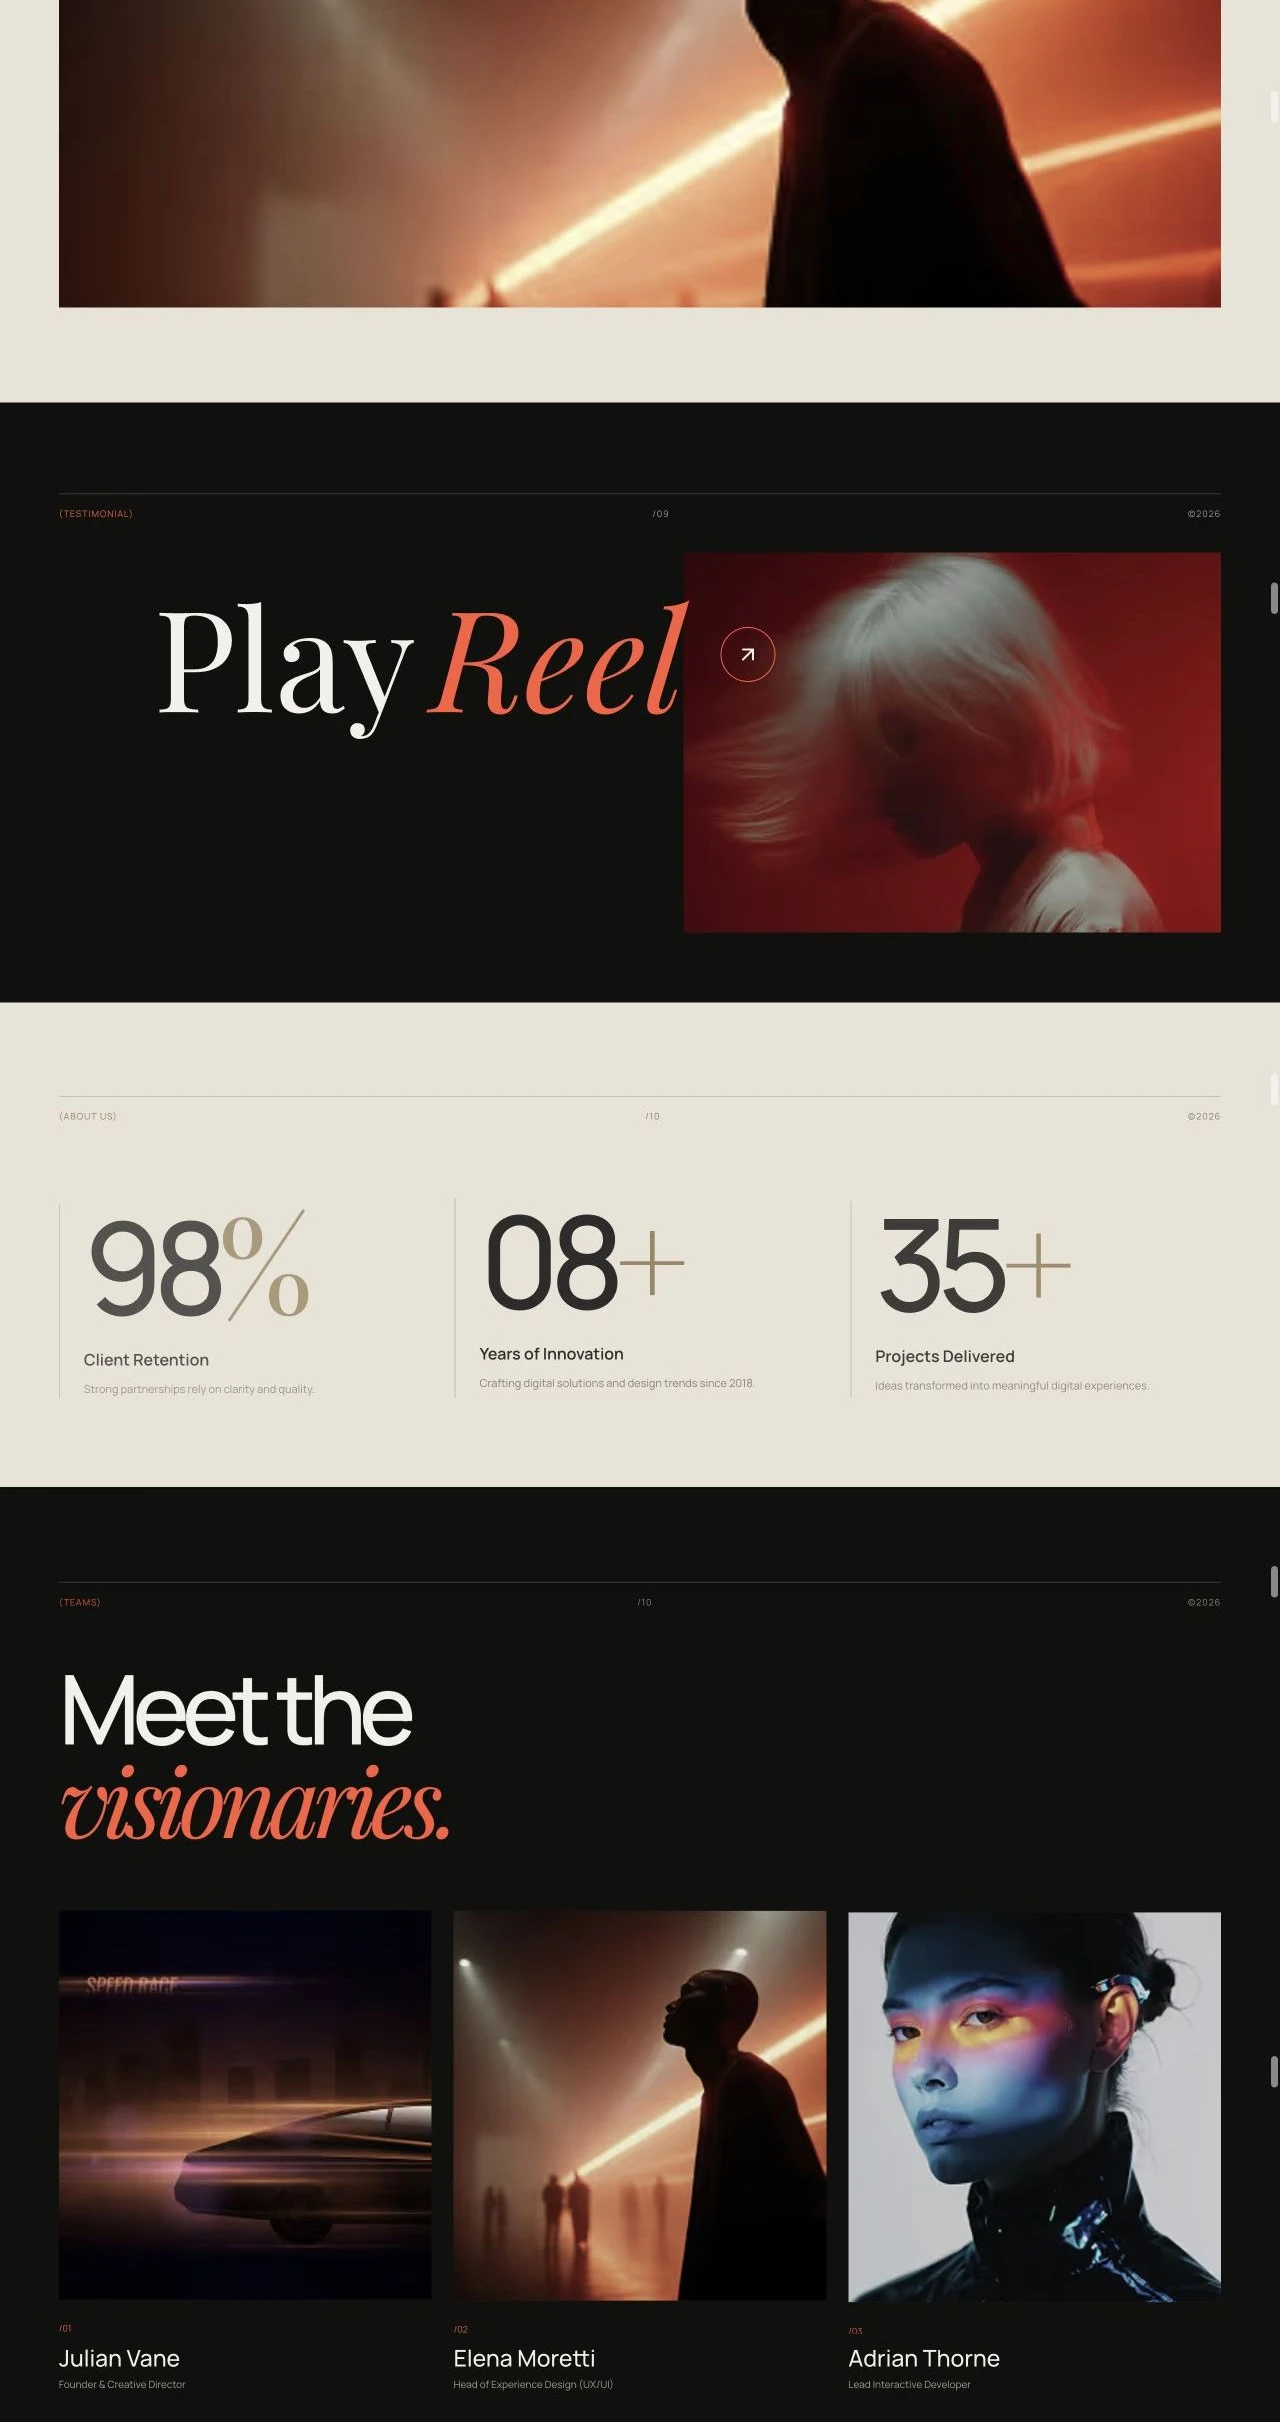 (TESTIMONIAL) /09 ©2026
Play Reel
(ABOUT US) /10 ©2026
98% 08+ 35+
Client Retention Years of Innovation Projects Delivered
Strong partnerships rely on clarity and quality. Crafting digital solutions and design trends since 2018. Ideas transformed into meaningful digital experiences.
(TEAMS) /10 ©2026
Meet the
visionaries.
SPEED RACE
/01 /02 /03
Julian Vane Elena Moretti Adrian Thorne
Founder & Creative Director Head of Experience Design (UX/UI) Lead Interactive Developer